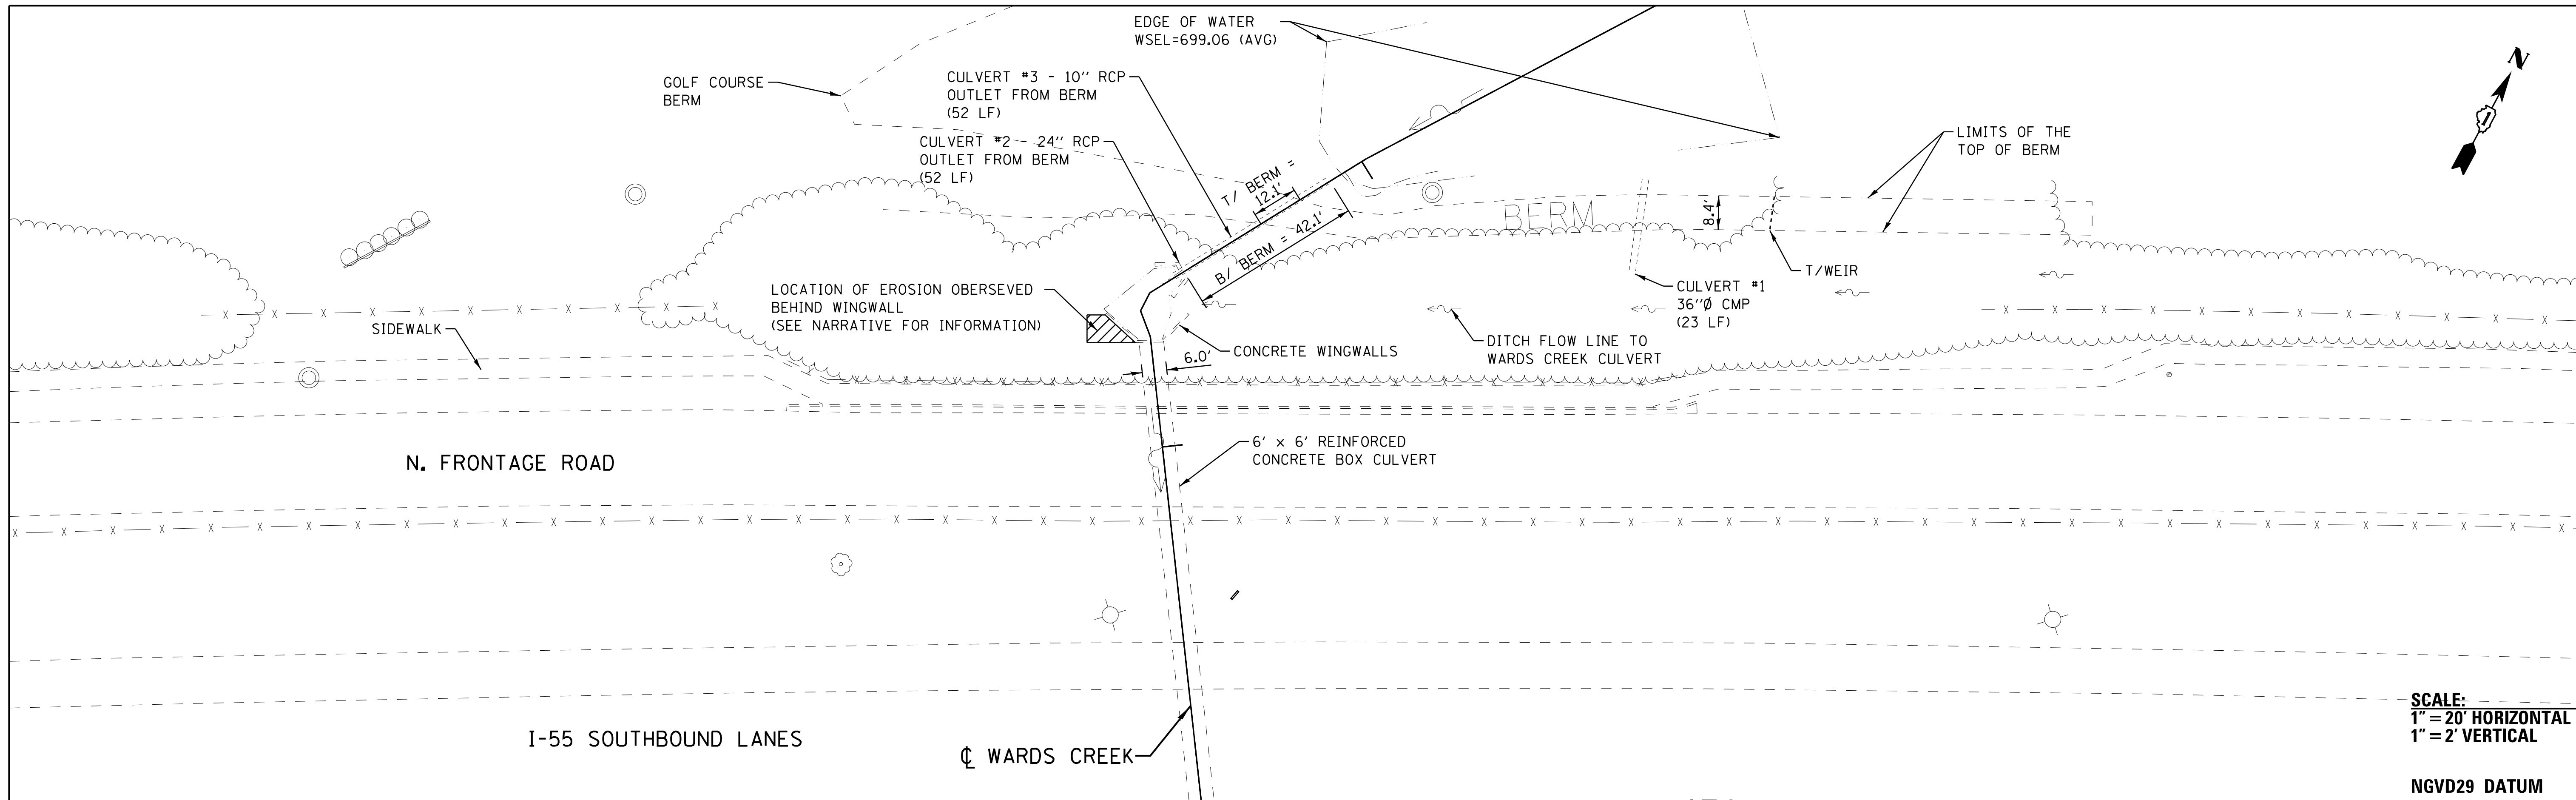 EDGE OF WATER
WSEL=699.06 (AVG)
N
GOLF COURSE
BERM
CULVERT #3 - 10'' RCP
OUTLET FROM BERM
(52 LF)
CULVERT #2 - 24'' RCP
OUTLET FROM BERM
(52 LF)
LIMITS OF THE
TOP OF BERM
T/ BERM =
12.1'
B/ BERM = 42.1'
BERM
8.4'
T/WEIR
CULVERT #1
36''Ø CMP
(23 LF)
LOCATION OF EROSION OBERSEVED
BEHIND WINGWALL
(SEE NARRATIVE FOR INFORMATION)
SIDEWALK
DITCH FLOW LINE TO
WARDS CREEK CULVERT
CONCRETE WINGWALLS
6.0'
6' x 6' REINFORCED
CONCRETE BOX CULVERT
N. FRONTAGE ROAD
I-55 SOUTHBOUND LANES
℄ WARDS CREEK
SCALE:
1" = 20' HORIZONTAL
1" = 2' VERTICAL
NGVD29 DATUM